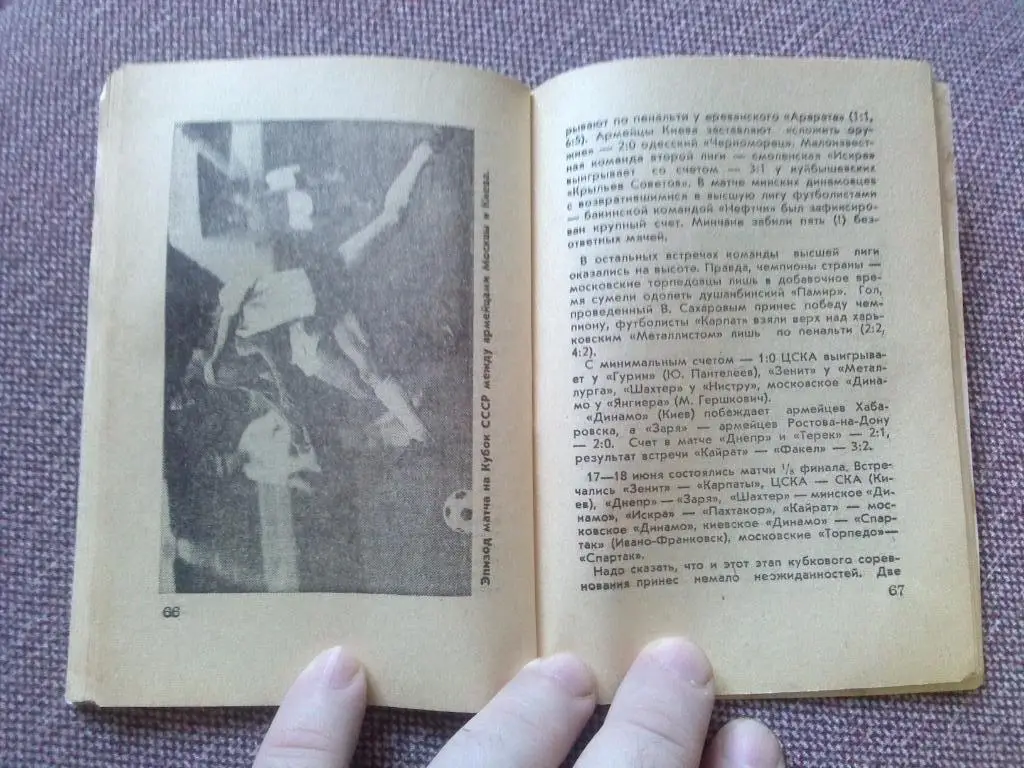 Эпизод матча на Кубок СССР между армейцами Москвы и Киева.
66
рывают по пенальти у ереванского «Арарата» (1:1,
6:5). Армейцы Киева заставляют «сложить ору-
жие» — 2:0 одесский «Черноморец». Малоизвест-
ная команда второй лиги — смоленская «Искра»
выигрывает со счетом — 3:1 у куйбышевских
«Крыльев Советов». В матче минских динамовцев
с возвратившимися в высшую лигу футболистами
— бакинской командой «Нефтчи» был зафиксиро-
ван крупный счет. Минчане забили пять (!) без-
ответных мячей.
В остальных встречах команды высшей лиги
оказались на высоте. Правда, чемпионы страны —
московские торпедовцы лишь в добавочное вре-
мя сумели одолеть душанбинский «Памир». Гол,
проведенный В. Сахаровым принес победу чем-
пиону, футболисты «Карпат» взяли верх над харь-
ковским «Металлистом» лишь по пенальти (2:2,
4:2).
С минимальным счетом — 1:0 ЦСКА выигрыва-
ет у «Гурии» (Ю. Пантелеев), «Зенит» у «Метал-
лурга», «Шахтер» у «Нистру», московское «Дина-
мо у «Янгиера» (М. Гершкович).
«Динамо» (Киев) побеждает армейцев Хаба-
ровска, а «Заря» — армейцев Ростова-на-Дону
— 2:0. Счет в матче «Днепр» и «Терек» — 2:1,
результат встречи «Кайрат» — «Факел» — 3:2.
17—18 июня состоялись матчи ⅛ финала. Встре-
чались «Зенит» — «Карпаты», ЦСКА — СКА (Ки-
ев), «Днепр» — «Заря», «Шахтер» — минское «Ди-
намо», «Искра» — «Пахтакор», «Кайрат» — мос-
ковское «Динамо», киевское «Динамо» — «Спар-
так» (Ивано-Франковск), московские «Торпедо»—
«Спартак».
Надо сказать, что и этот этап кубкового сорев-
нования принес немало неожиданностей. Две
67